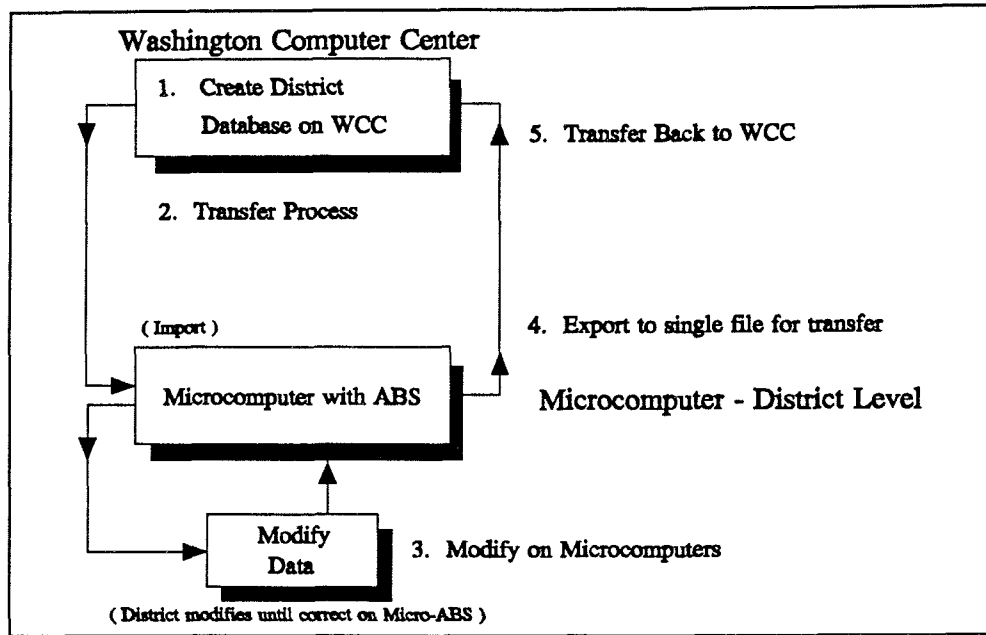 Washington Computer Center
1. Create District
Database on WCC
5. Transfer Back to WCC
2. Transfer Process
( Import )
4. Export to single file for transfer
Microcomputer with ABS
Microcomputer - District Level
Modify
Data
3. Modify on Microcomputers
( District modifies until correct on Micro-ABS )